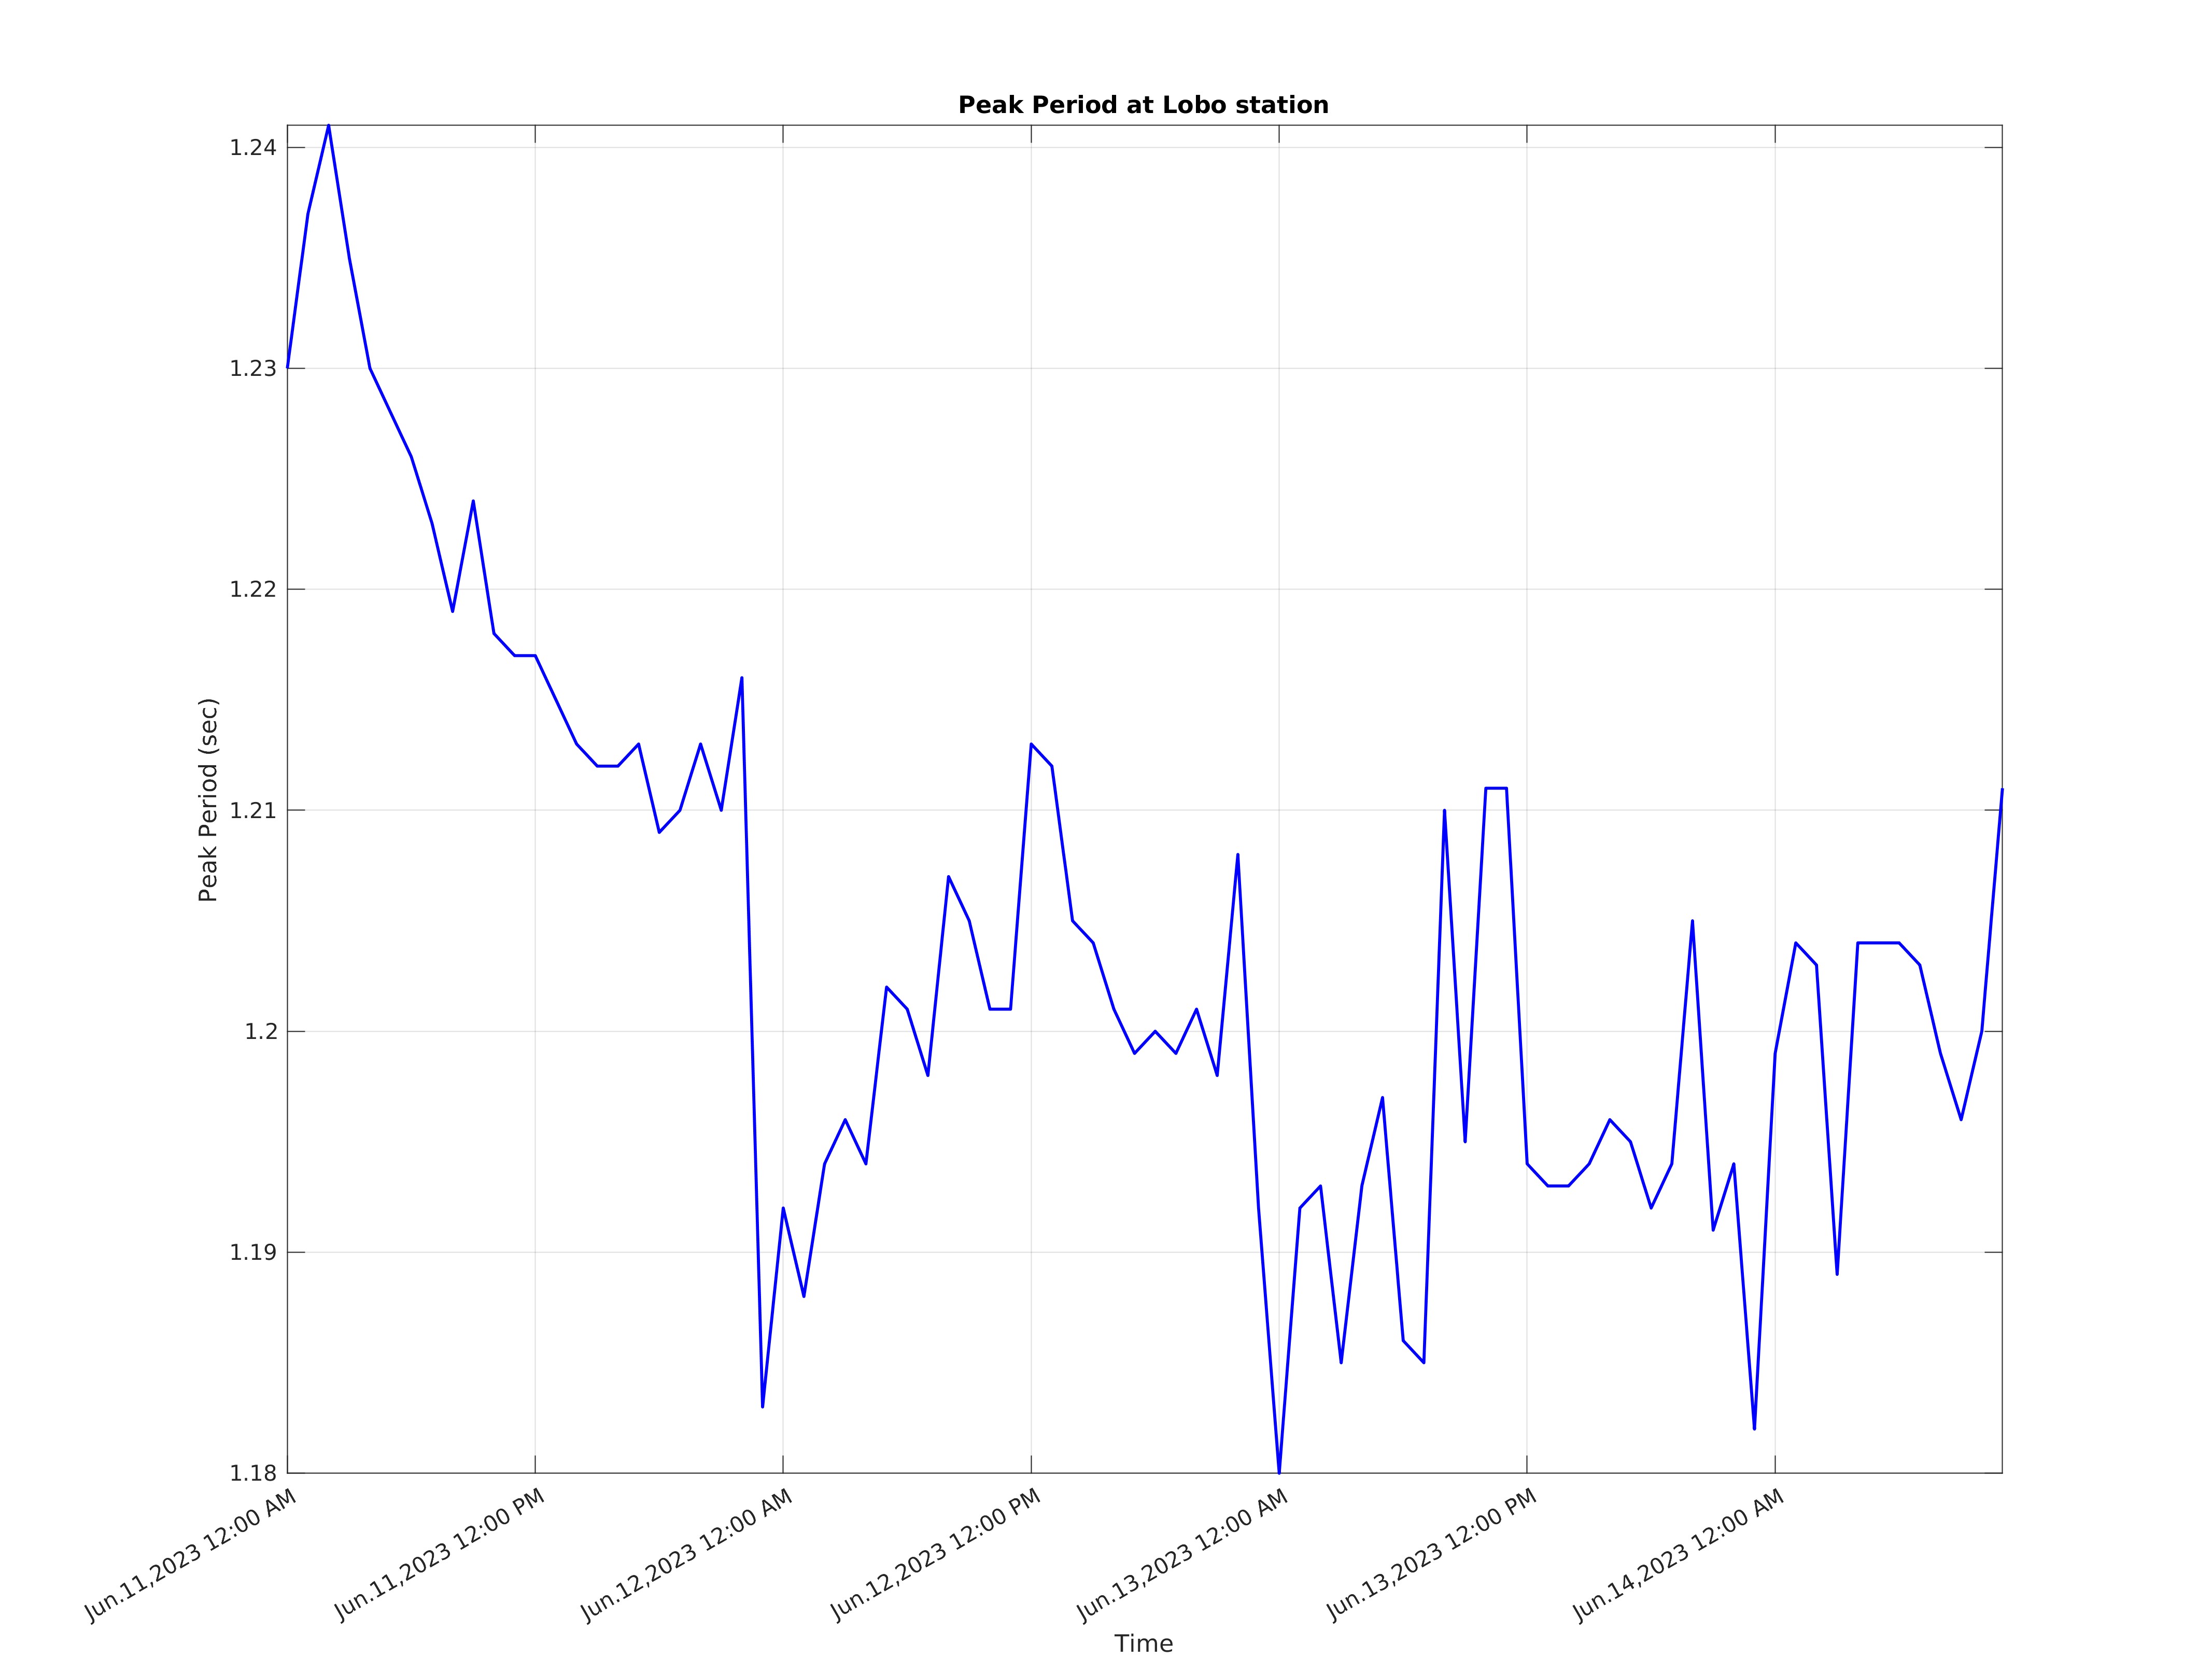 Peak Period at Lobo station
Peak Period (sec)
1.24
1.23
1.22
1.21
1.2
1.19
1.18
Jun.11,2023 12:00 AM
Jun.11,2023 12:00 PM
Jun.12,2023 12:00 AM
Jun.12,2023 12:00 PM
Jun.13,2023 12:00 AM
Jun.13,2023 12:00 PM
Jun.14,2023 12:00 AM
Time